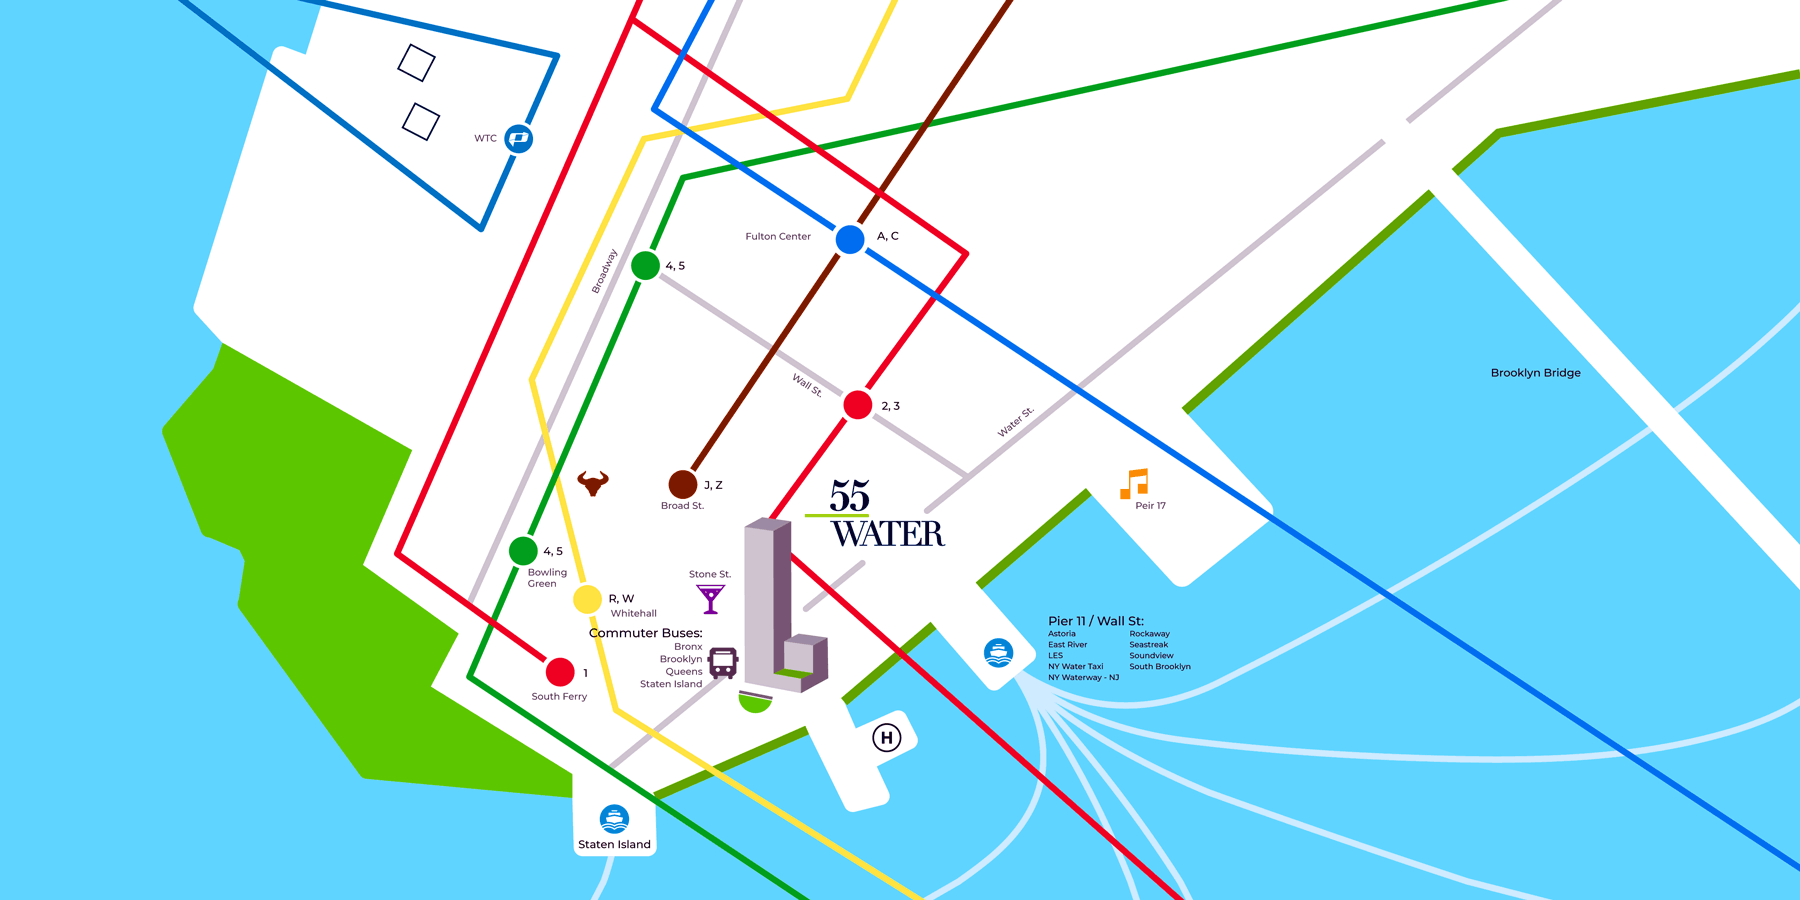 WTC
Broadway
Fulton Center
A, C
4, 5
Wall St.
2, 3
Water St.
Brooklyn Bridge
J, Z
Broad St.
55
WATER
Peir 17
4, 5
Bowling
Green
Stone St.
R, W
Whitehall
Commuter Buses:
Bronx
Brooklyn
Queens
Staten Island
1
South Ferry
Pier 11 / Wall St:
Astoria
East River
LES
NY Water Taxi
NY Waterway - NJ
Rockaway
Seastreak
Soundview
South Brooklyn
H
Staten Island